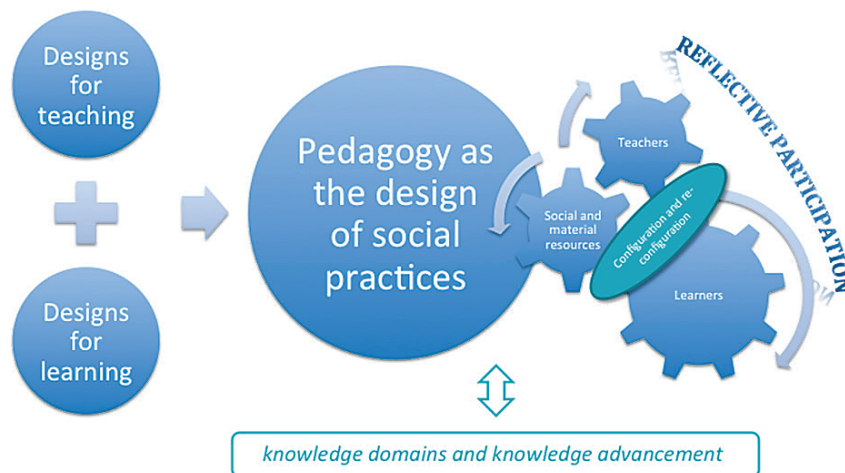 Designs
for
teaching
Designs
for
learning
Pedagogy as
the design
of social
practices
Teachers
Social and
material
resources
Configuration and re-
configuration
Learners
REFLECTIVE PARTICIPATION
knowledge domains and knowledge advancement